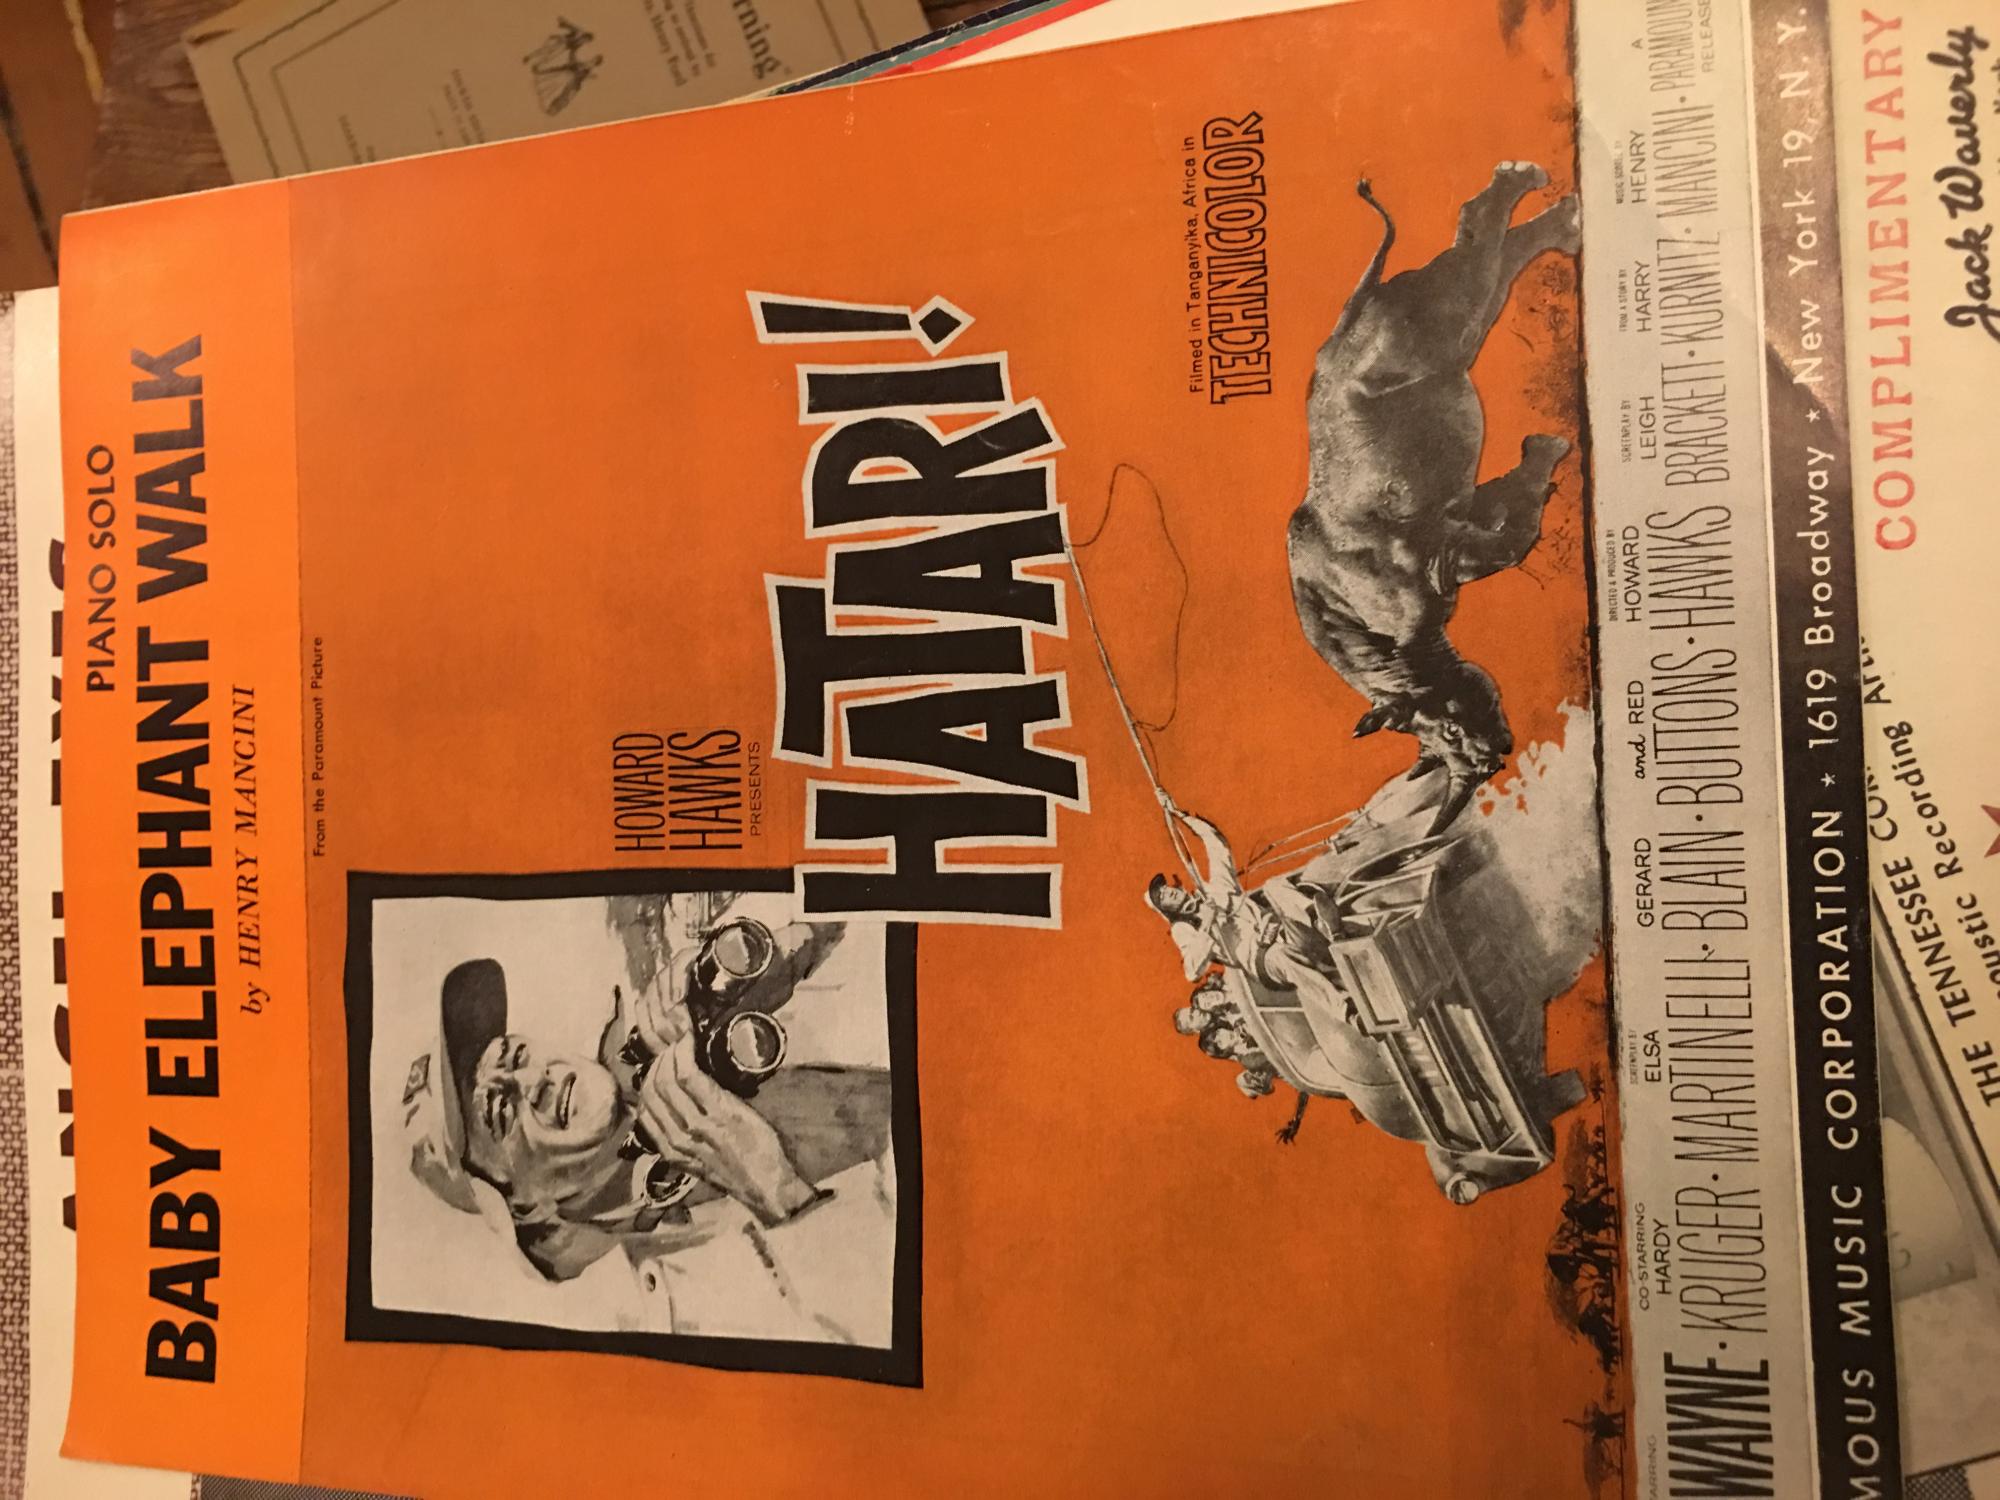 PIANO SOLO
BABY ELEPHANT WALK
by HENRY MANCINI
From the Paramount Picture
HOWARD
HAWKS
PRESENTS
HATARI!
Filmed in Tanganyika, Africa in
TECHNICOLOR
WAYNE · CO-STARRING HARDY KRUGER · ELSA MARTINELLI · GERARD BLAIN · and RED BUTTONS · DIRECTED & PRODUCED BY HOWARD HAWKS SCREENPLAY BY LEIGH BRACKETT · FROM A STORY BY HARRY KURNITZ · MUSIC SCORED BY HENRY MANCINI · A PARAMOUNT RELEASE
MOUS MUSIC CORPORATION * 1619 Broadway * New York 19, N. Y.
COMPLIMENTARY
Jack Waverly
THE TENNESSEE
oustic Recording
rning"